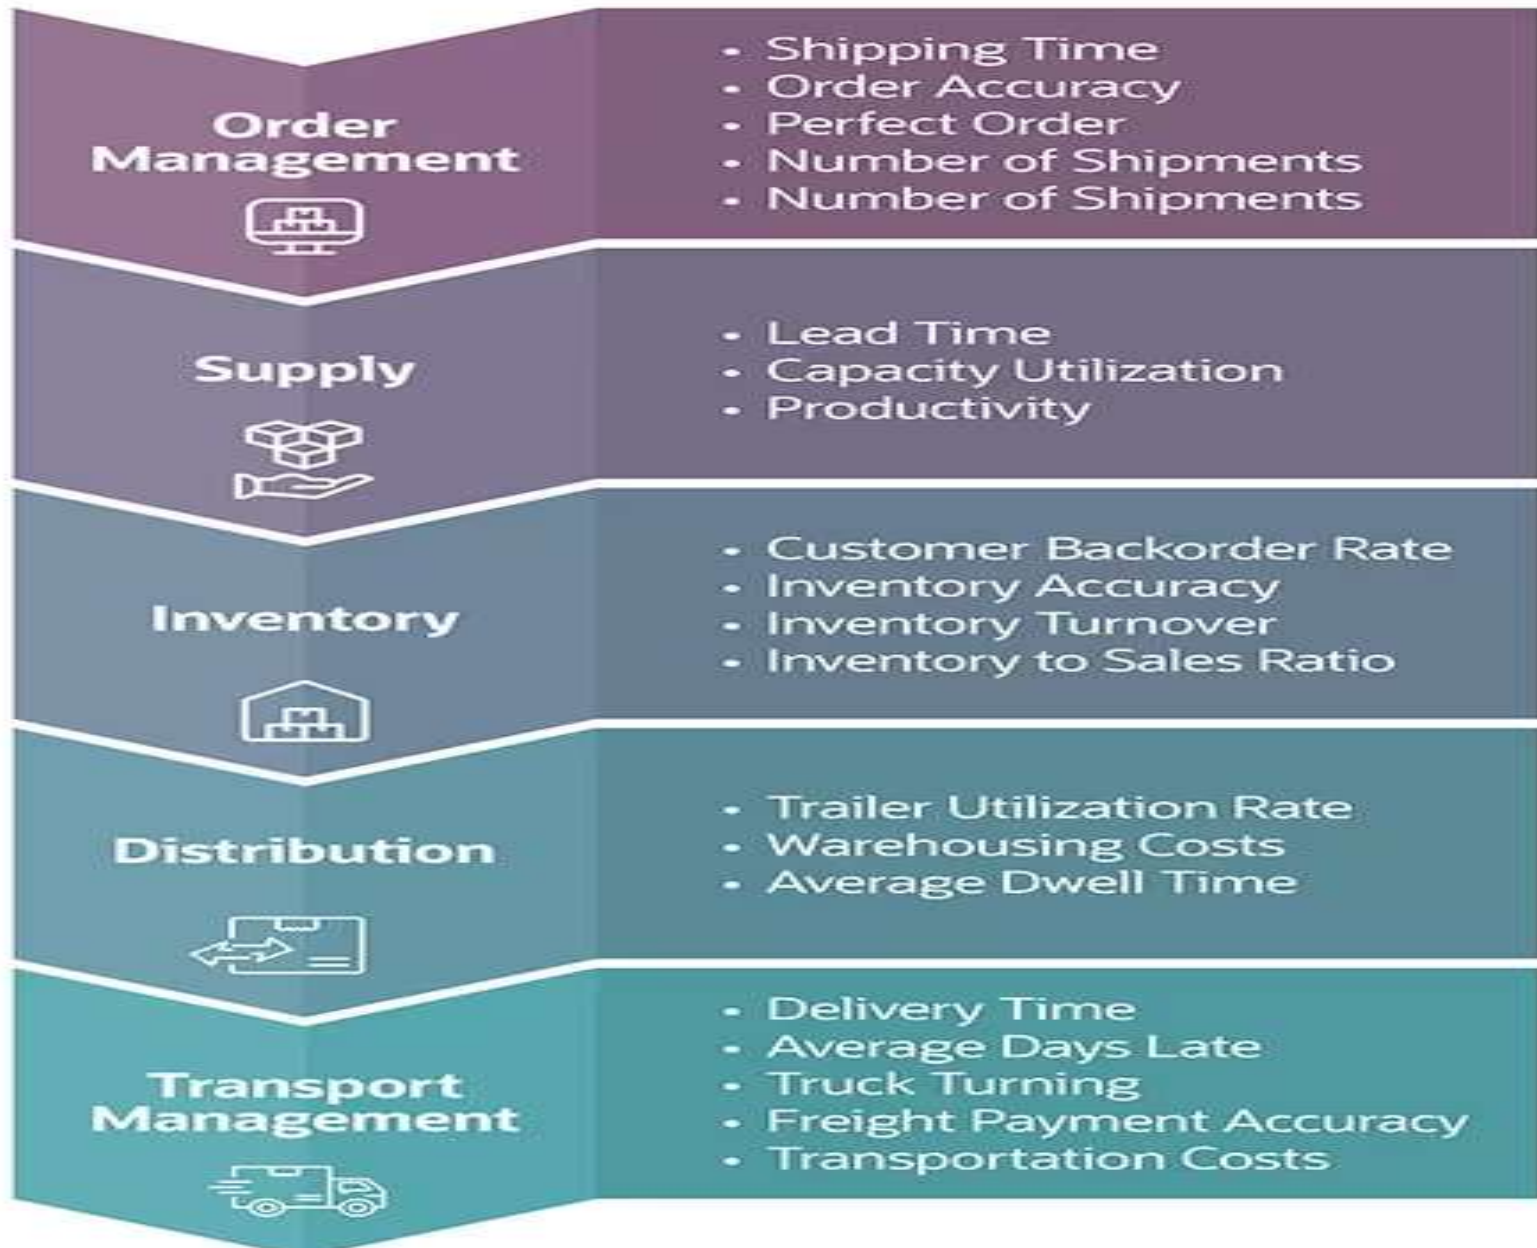 Order
Management
• Shipping Time
• Order Accuracy
• Perfect Order
• Number of Shipments
• Number of Shipments
Supply
• Lead Time
• Capacity Utilization
• Productivity
Inventory
• Customer Backorder Rate
• Inventory Accuracy
• Inventory Turnover
• Inventory to Sales Ratio
Distribution
• Trailer Utilization Rate
• Warehousing Costs
• Average Dwell Time
Transport
Management
• Delivery Time
• Average Days Late
• Truck Turning
• Freight Payment Accuracy
• Transportation Costs